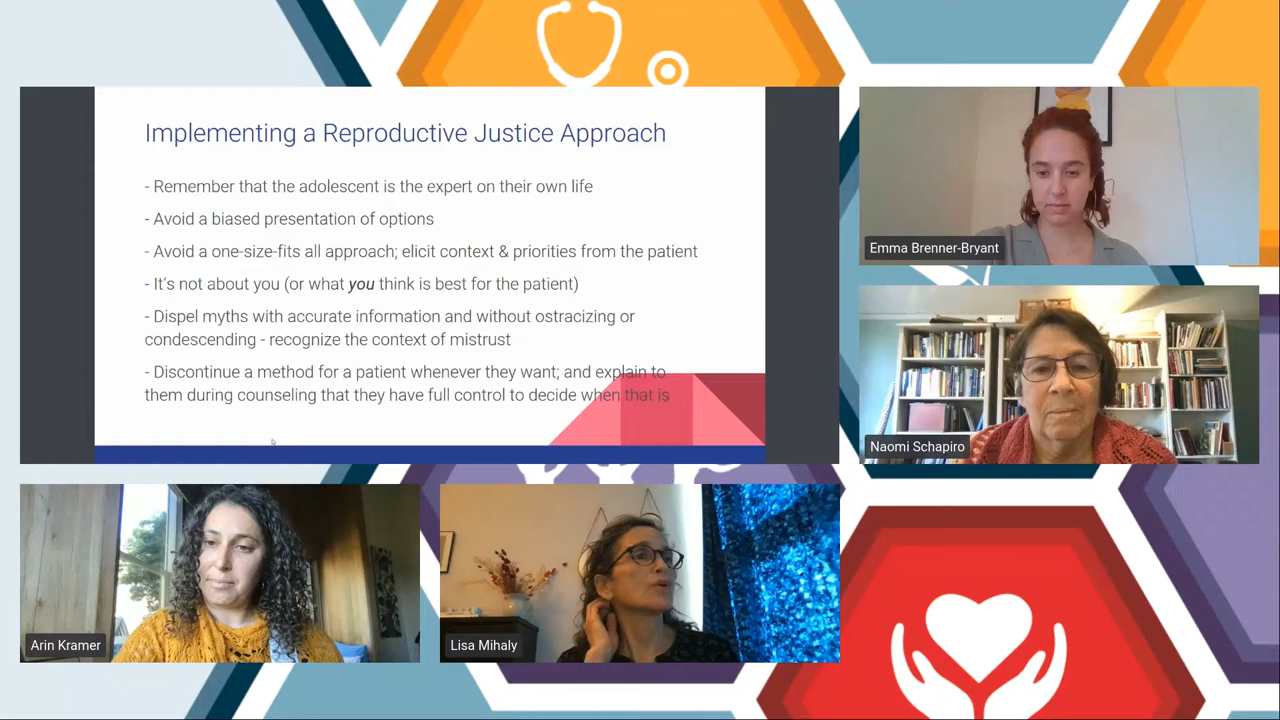 Implementing a Reproductive Justice Approach
- Remember that the adolescent is the expert on their own life
- Avoid a biased presentation of options
- Avoid a one-size-fits all approach; elicit context & priorities from the patient
- It's not about you (or what you think is best for the patient)
- Dispel myths with accurate information and without ostracizing or
condescending - recognize the context of mistrust
- Discontinue a method for a patient whenever they want; and explain to
them during counseling that they have full control to decide when that is
Emma Brenner-Bryant
Naomi Schapiro
Arin Kramer
Lisa Mihaly